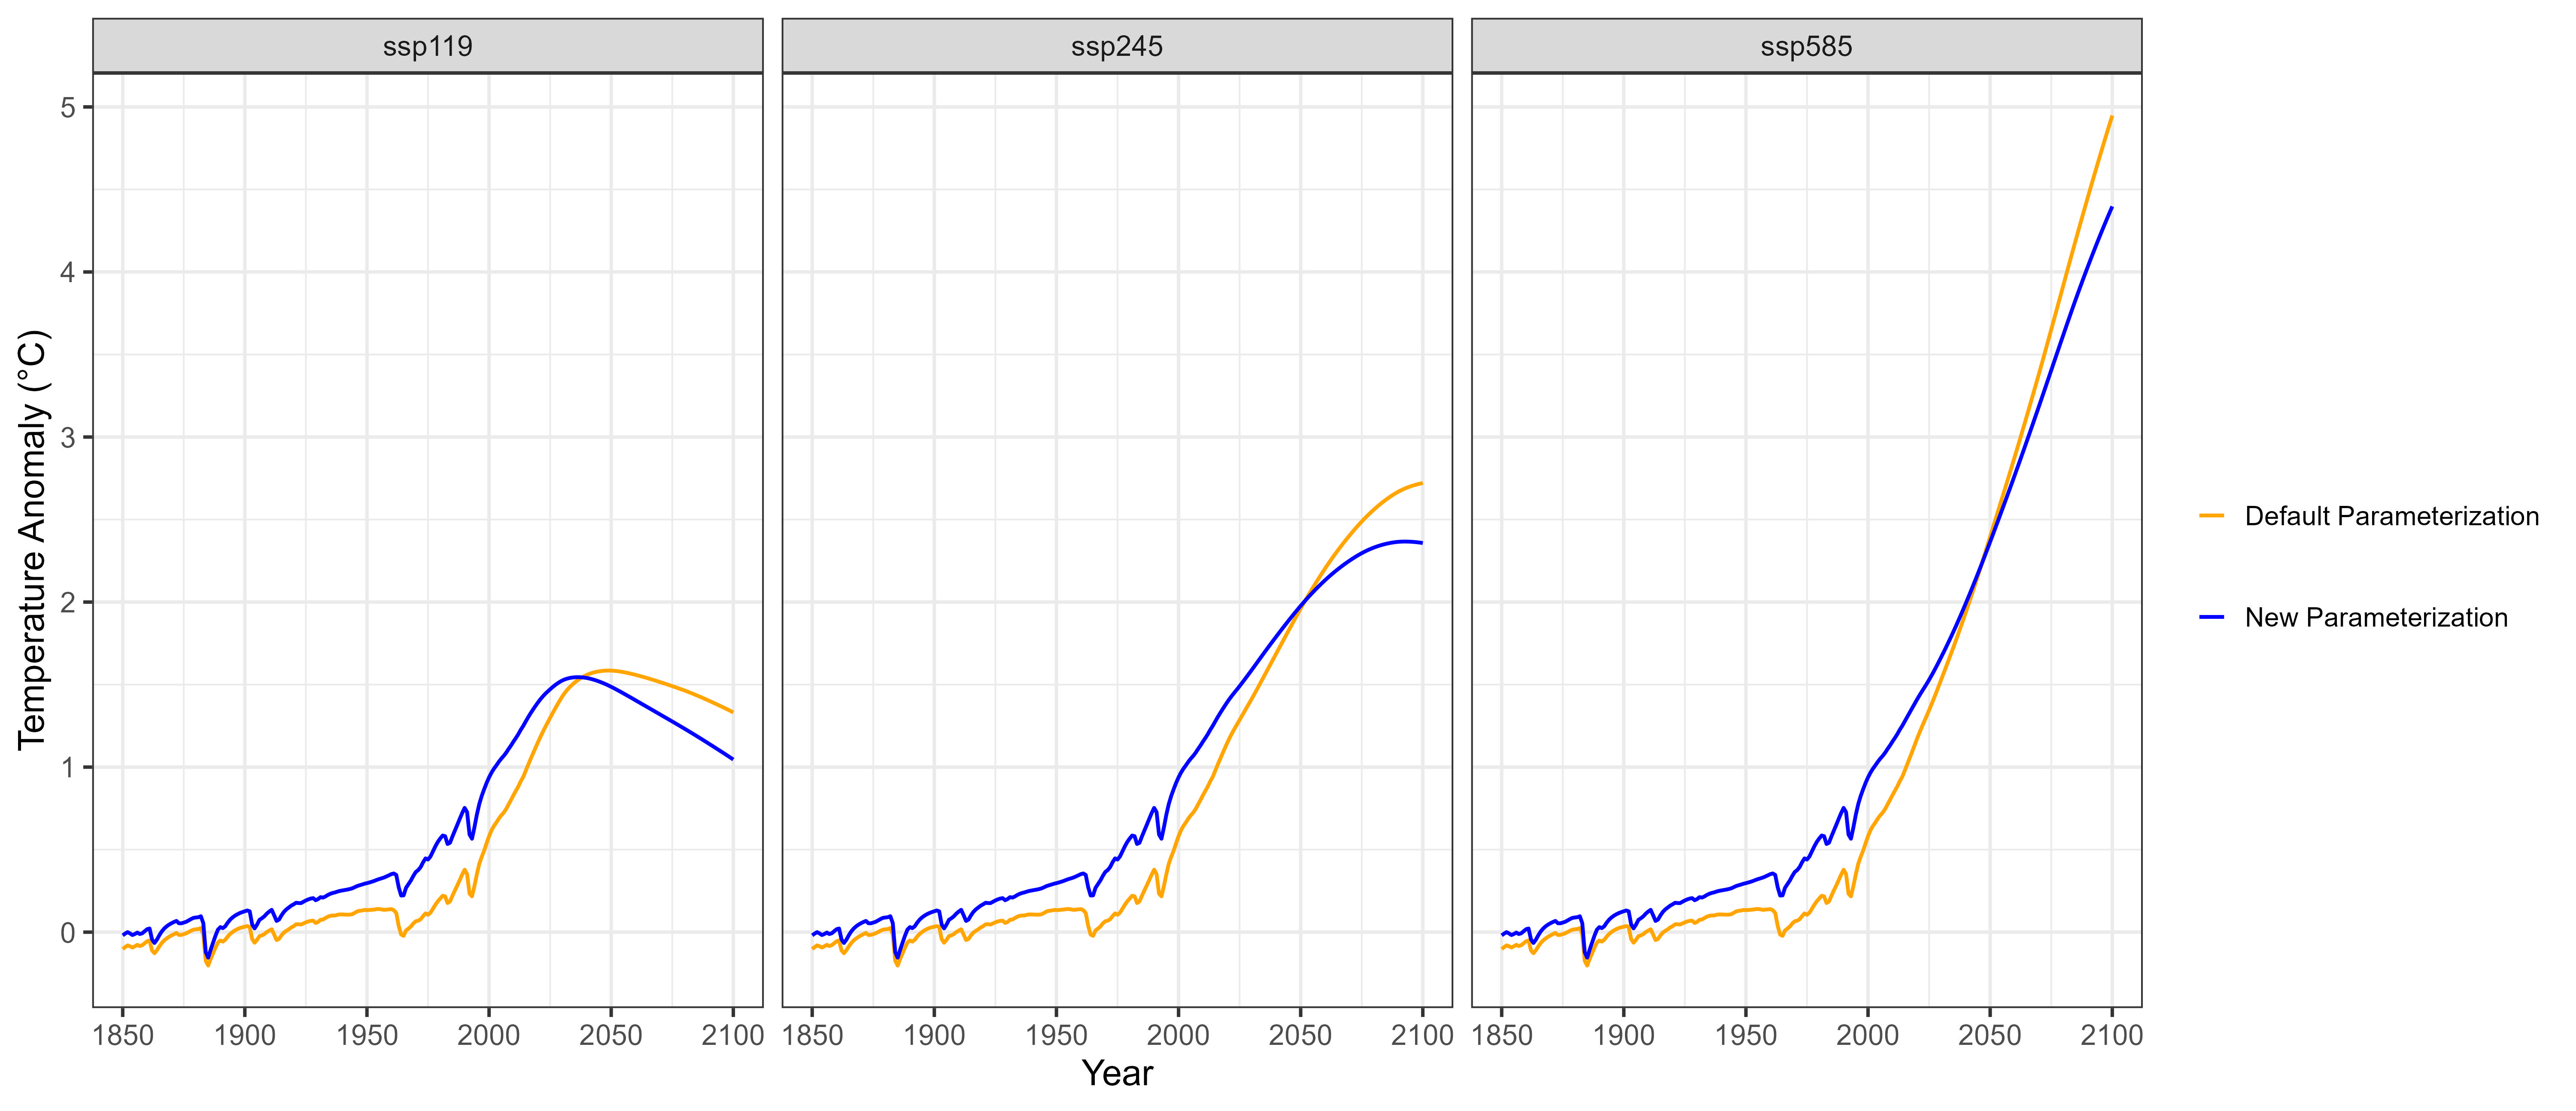 ssp119 ssp245 ssp585
Temperature Anomaly (°C)
5
4
3
2
1
0
1850 1900 1950 2000 2050 2100 1850 1900 1950 2000 2050 2100 1850 1900 1950 2000 2050 2100
Year
Default Parameterization
New Parameterization